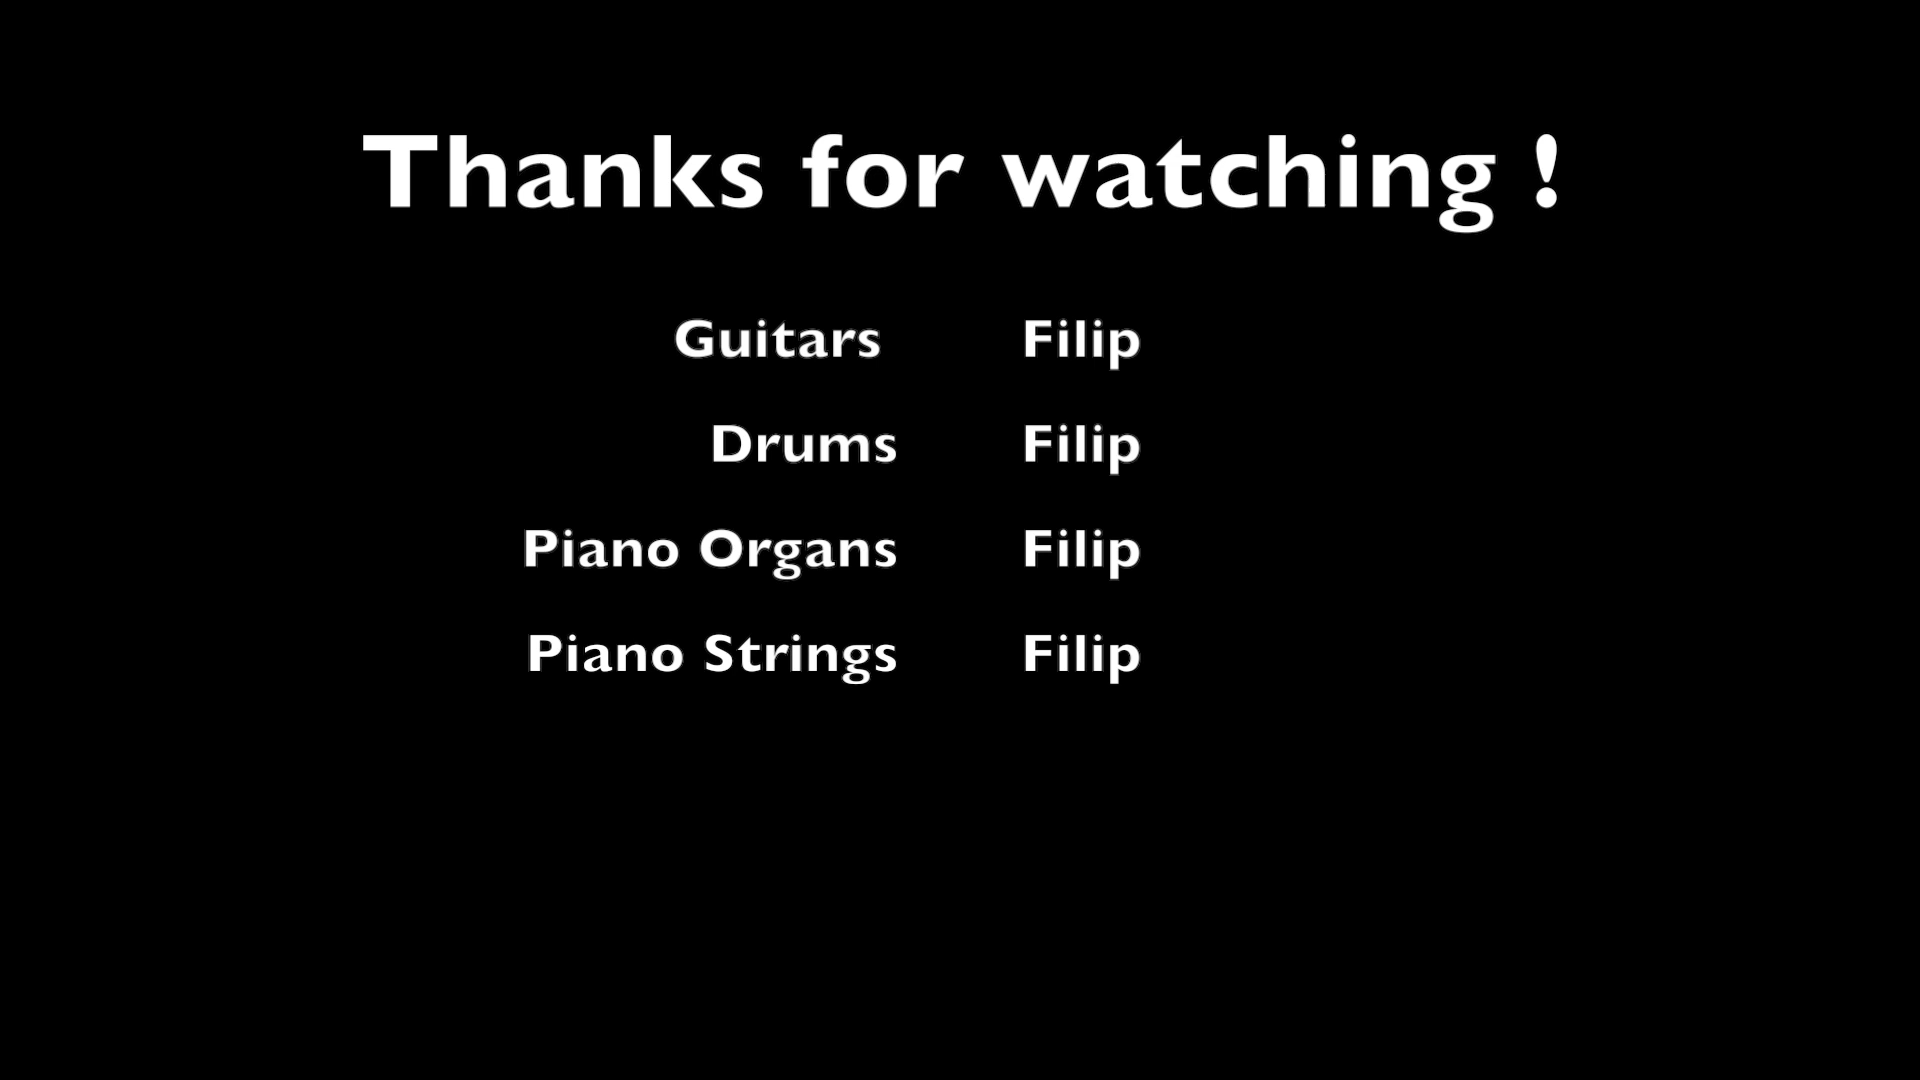 Thanks for watching !
Guitars Filip
Drums Filip
Piano Organs Filip
Piano Strings Filip